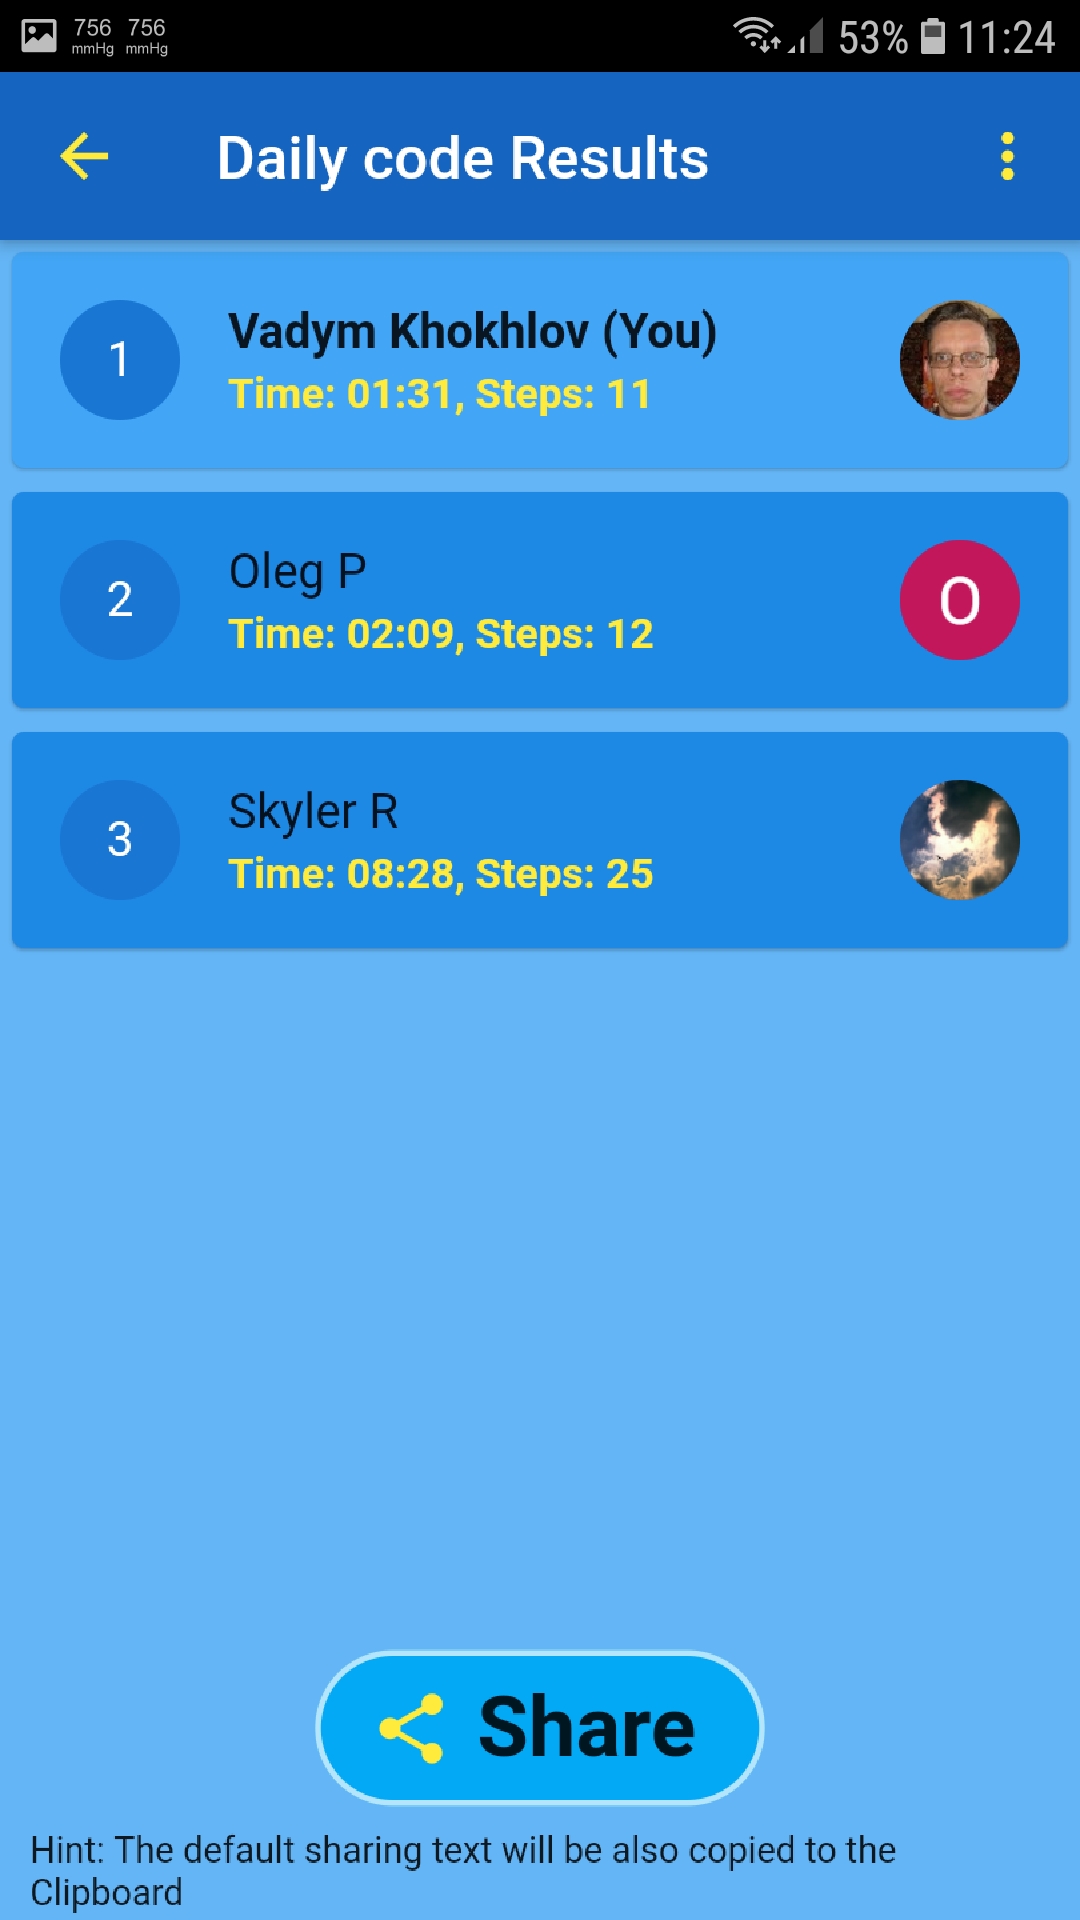 756 756 53% 11:24
mmHg mmHg
Daily code Results
1
Vadym Khokhlov (You)
Time: 01:31, Steps: 11
2
Oleg P
Time: 02:09, Steps: 12
O
3
Skyler R
Time: 08:28, Steps: 25
Share
Hint: The default sharing text will be also copied to the
Clipboard